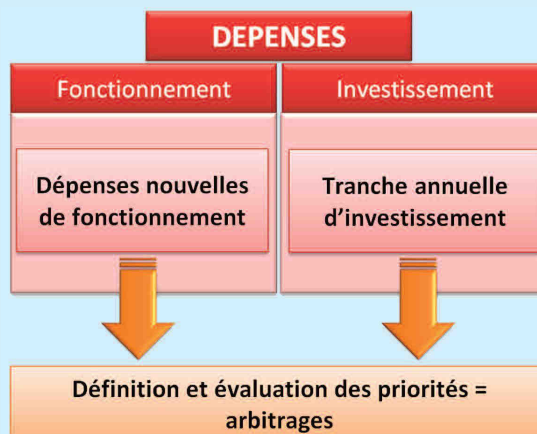 DEPENSES
Fonctionnement
Investissement
Dépenses nouvelles
de fonctionnement
Tranche annuelle
d’investissement
Définition et évaluation des priorités =
arbitrages